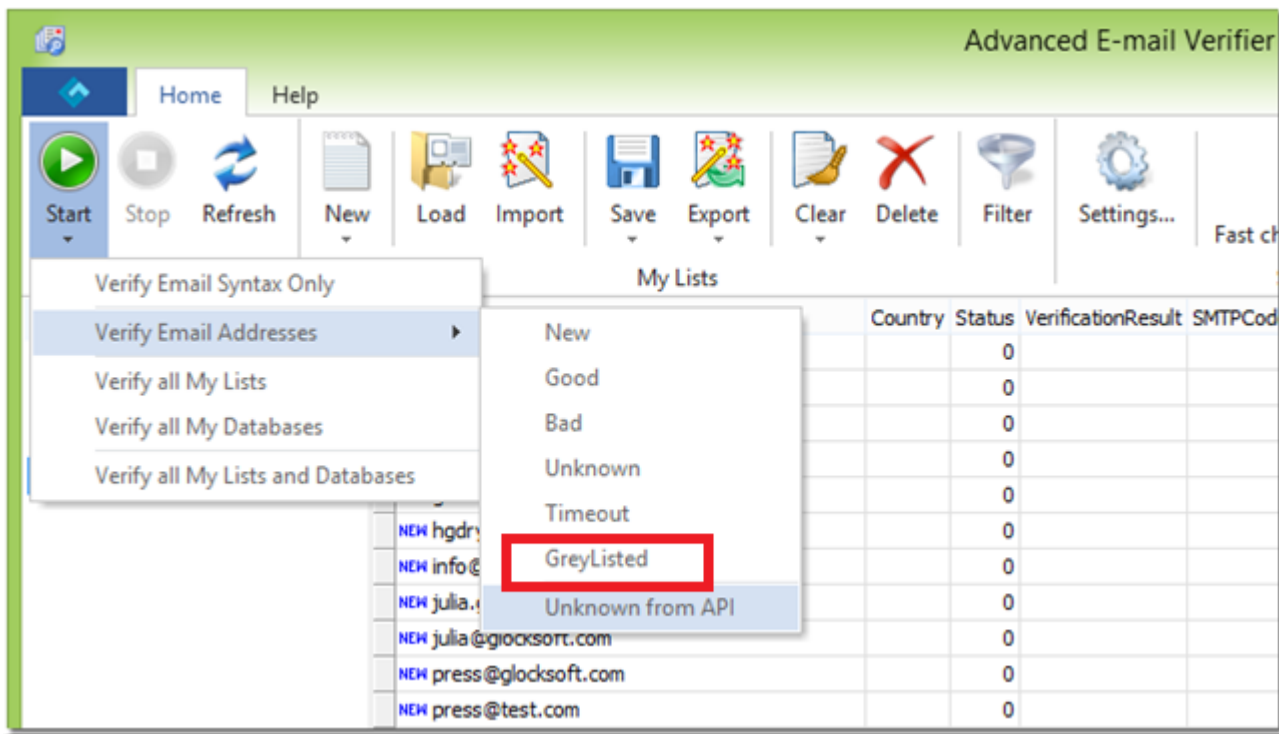 Advanced E-mail Verifier
Home Help
Start Stop Refresh New Load Import Save Export Clear Delete Filter Settings...
Fast
My Lists
Verify Email Syntax Only
Verify Email Addresses
Verify all My Lists
Verify all My Databases
Verify all My Lists and Databases
New
Good
Bad
Unknown
Timeout
GreyListed
Unknown from API
Country Status VerificationResult SMTPCod
0
0
0
0
0
NEW hgdry 0
NEW info@ 0
NEW julia. 0
NEW julia@glocksoft.com 0
NEW press@glocksoft.com 0
NEW press@test.com 0